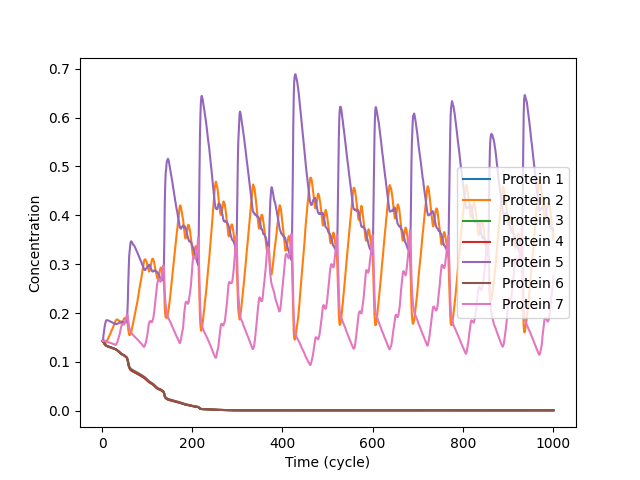 0.7
0.6
0.5
0.4
0.3
0.2
0.1
0.0
Concentration
0
200
400
600
800
1000
Time (cycle)
Protein 1
Protein 2
Protein 3
Protein 4
Protein 5
Protein 6
Protein 7